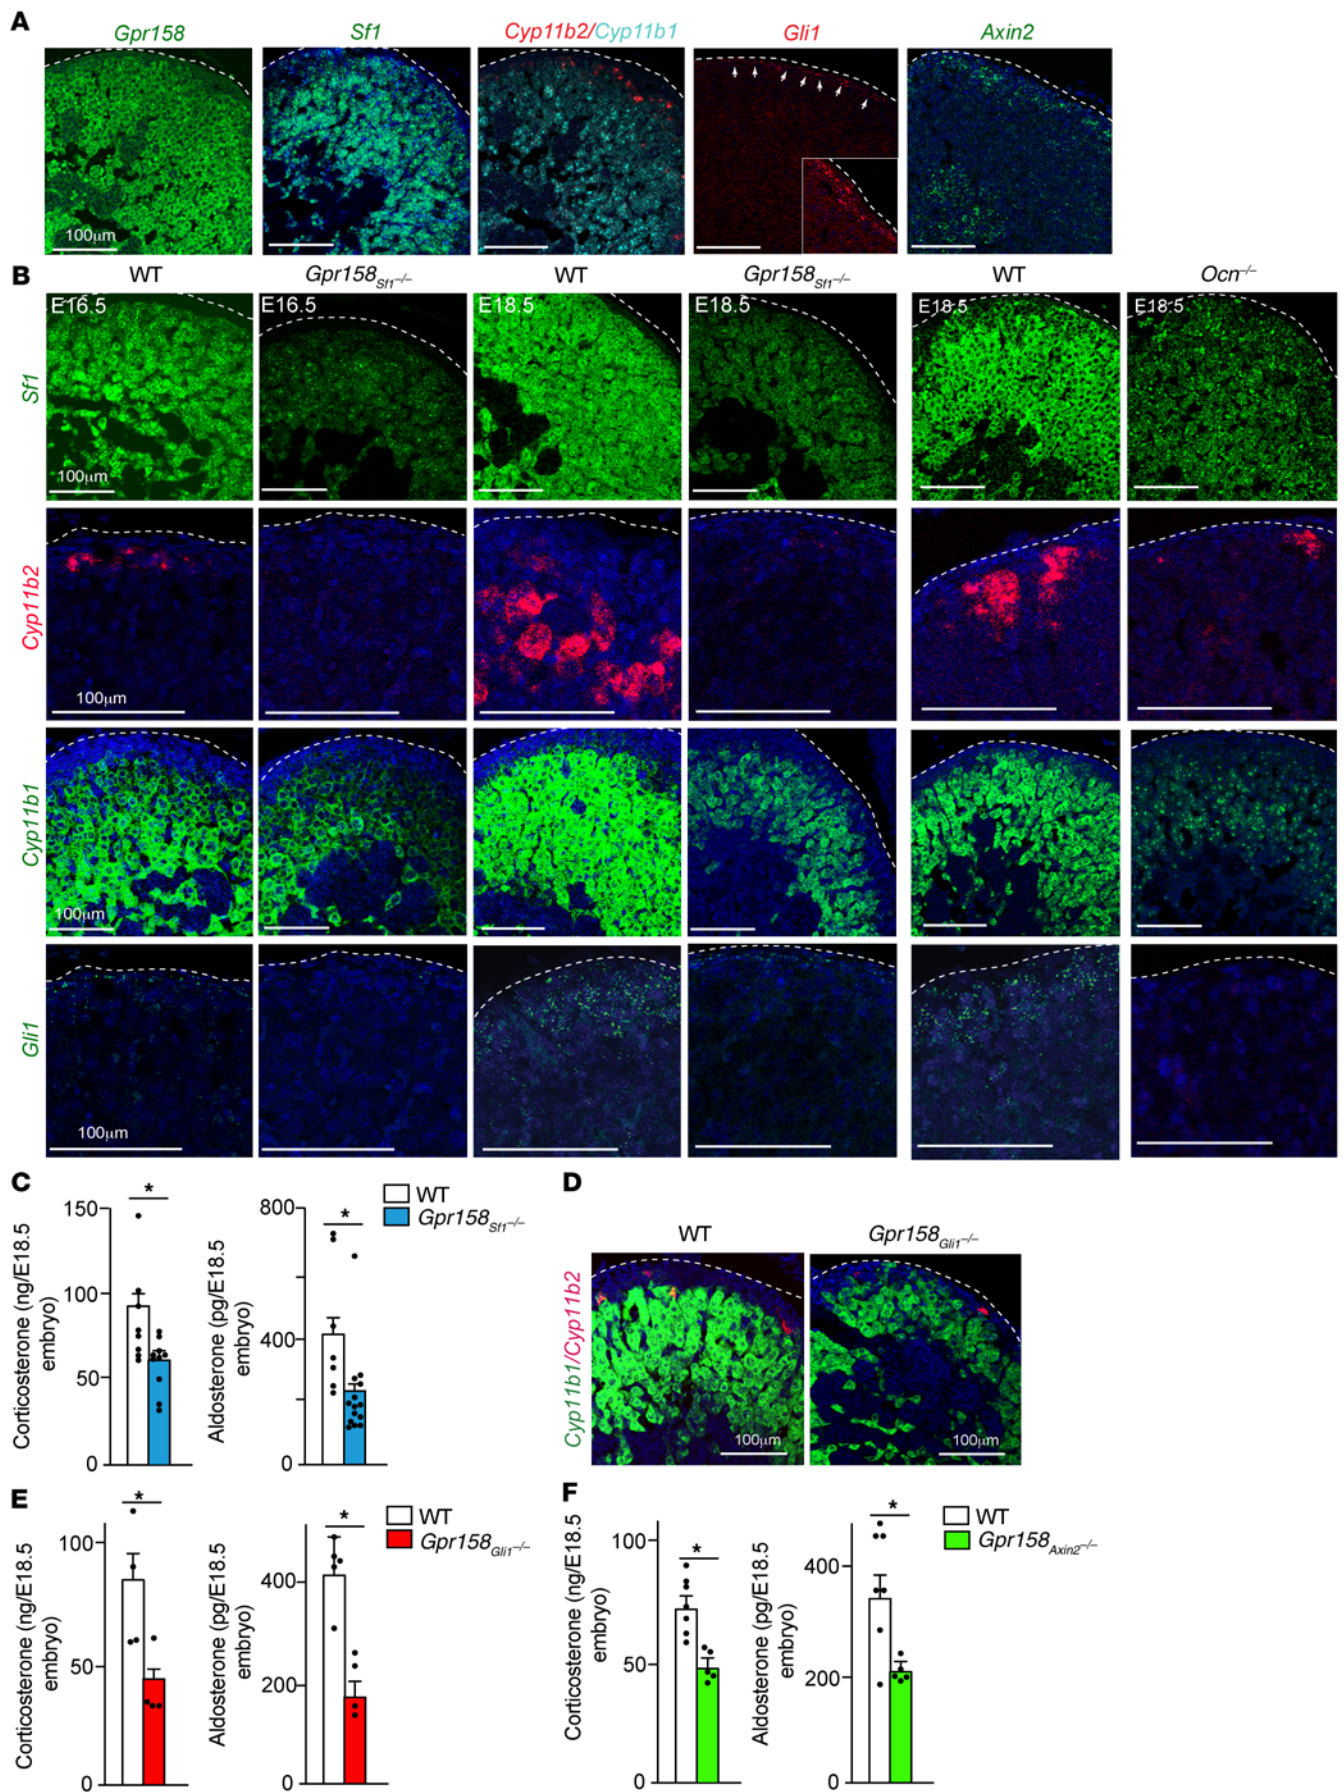 A
Gpr158 Sf1 Cyp11b2/Cyp11b1 Gli1 Axin2
100μm
B
WT Gpr158Sf1–/– WT Gpr158Sf1–/– WT Ocn–/–
Sf1
E16.5 E16.5 E18.5 E18.5 E18.5 E18.5
100μm
Cyp11b2
100μm
Cyp11b1
100μm
Gli1
100μm
C
Corticosterone (ng/E18.5
embryo)
150
100
50
0
*
Aldosterone (pg/E18.5
embryo)
800
400
0
*
WT
Gpr158Sf1–/–
D
WT Gpr158Gli1–/–
Cyp11b1/Cyp11b2
100μm 100μm
E
Corticosterone (ng/E18.5
embryo)
100
50
0
*
Aldosterone (pg/E18.5
embryo)
400
200
0
*
WT
Gpr158Gli1–/–
F
Corticosterone (ng/E18.5
embryo)
100
50
0
*
Aldosterone (pg/E18.5
embryo)
400
200
0
*
WT
Gpr158Axin2–/–